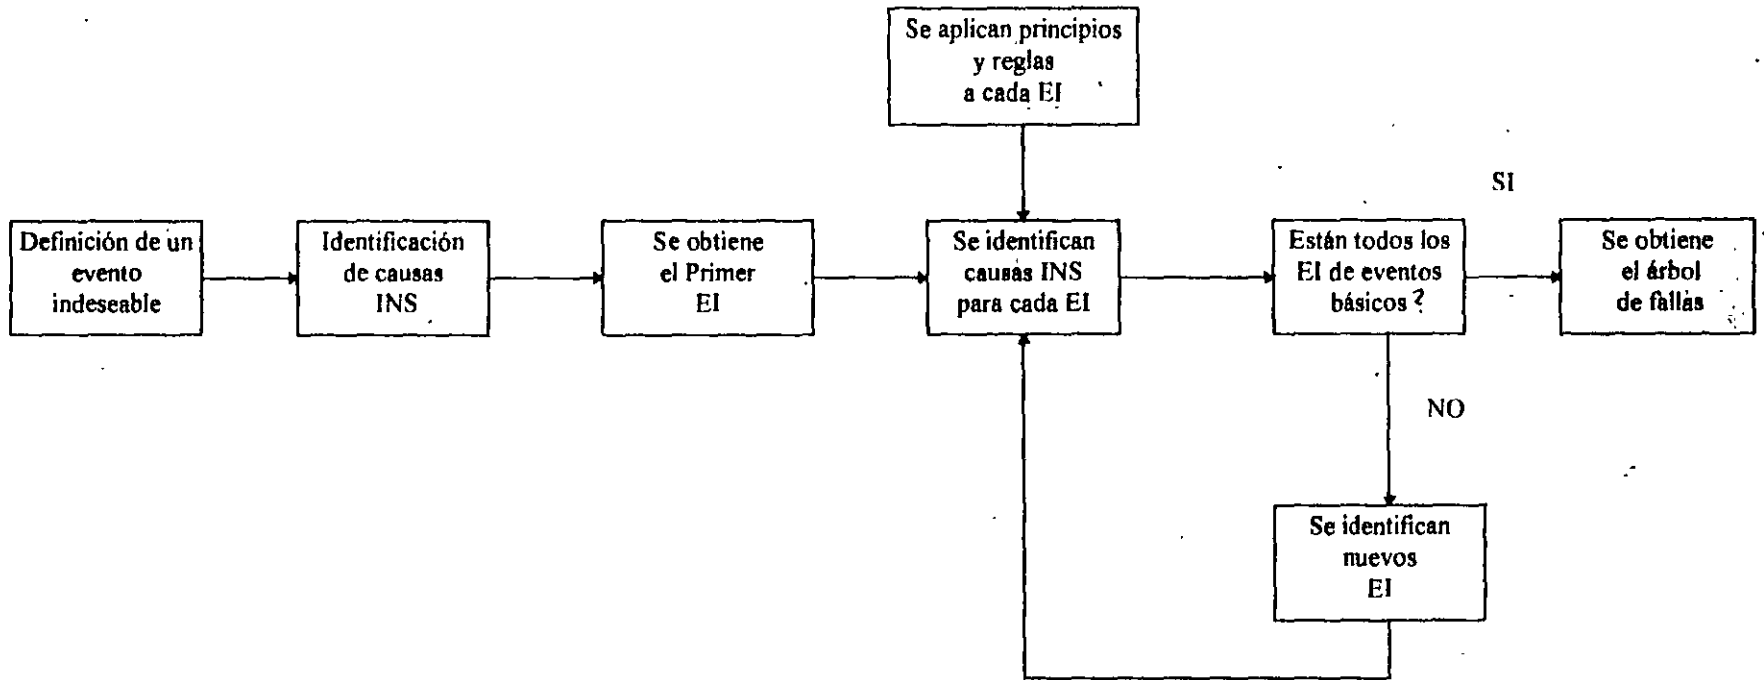 Se aplican principios
y reglas
a cada EI
SI
Definición de un
evento
indeseable
Identificación
de causas
INS
Se obtiene
el Primer
EI
Se identifican
causas INS
para cada EI
Están todos los
EI de eventos
básicos ?
Se obtiene
el árbol
de fallas
NO
Se identifican
nuevos
EI